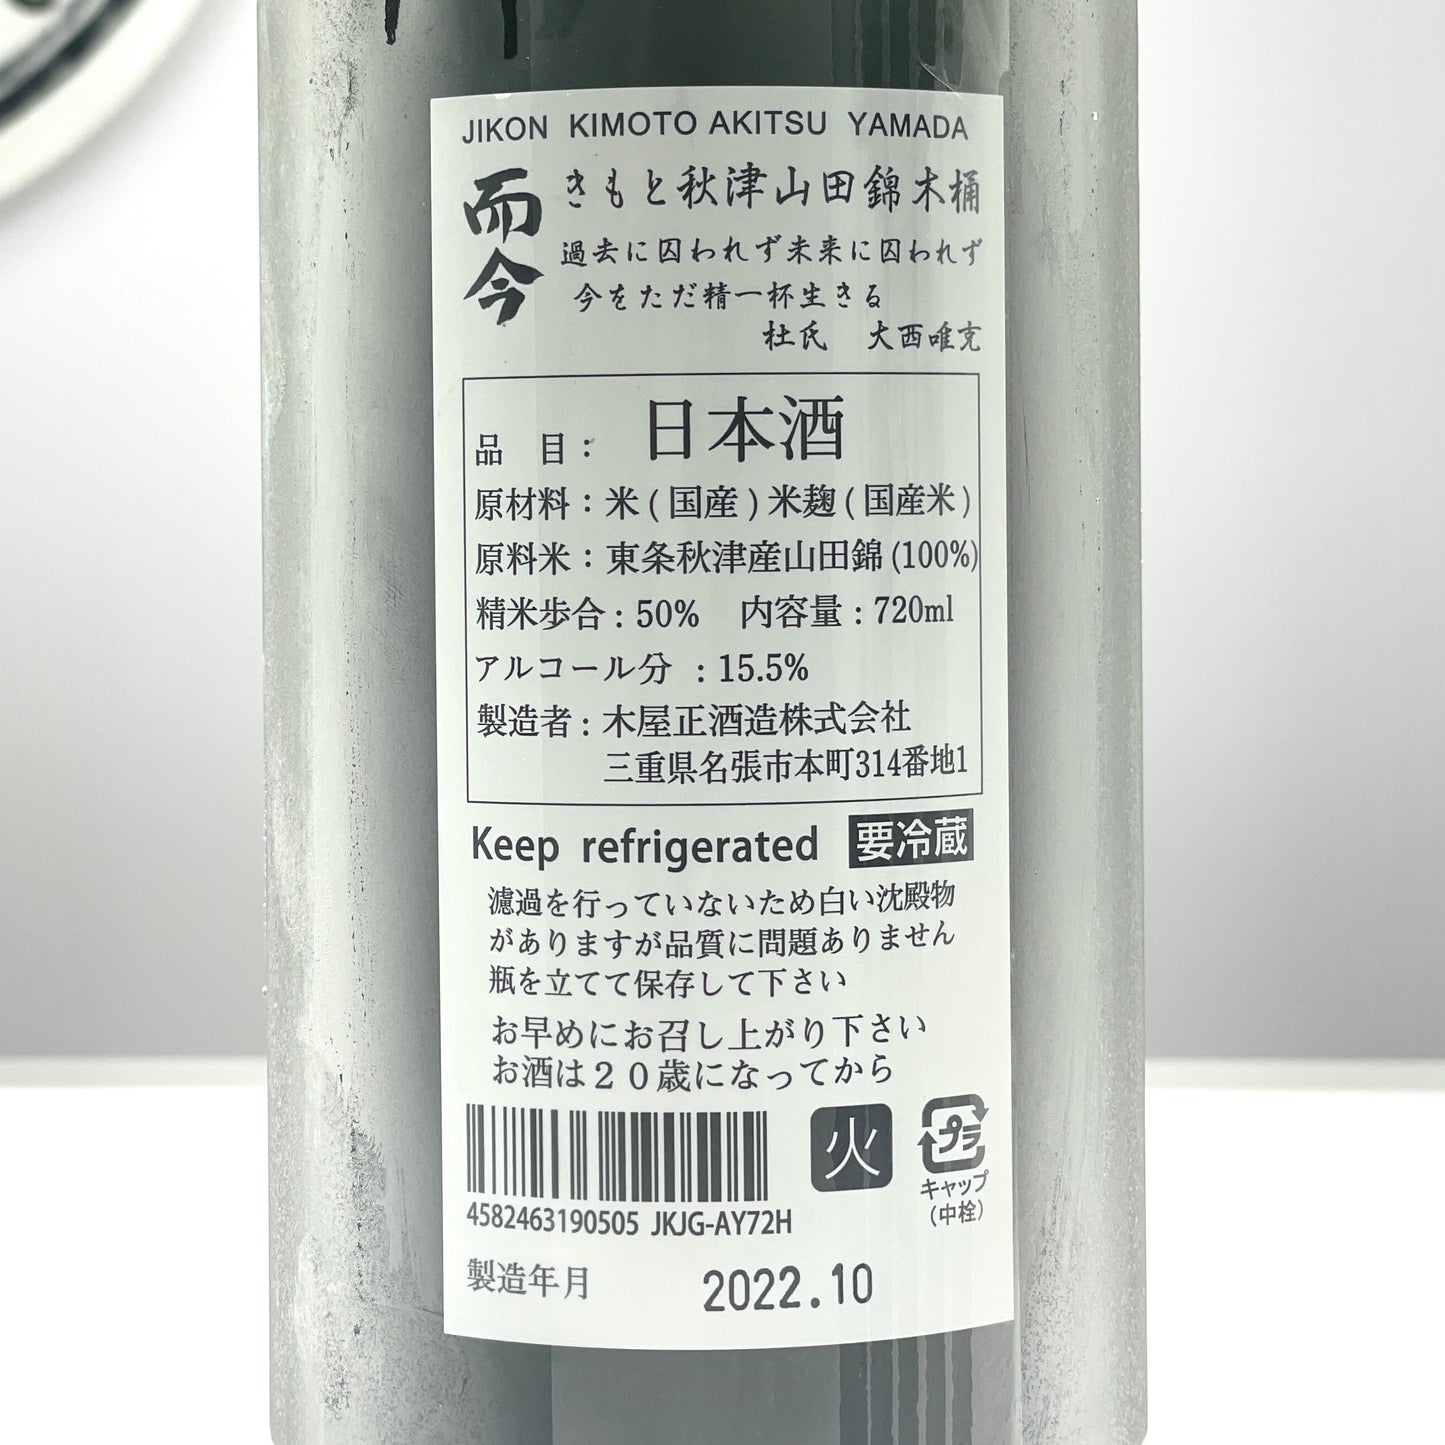 JIKON KIMOTO AKITSU YAMADA
而今
きもと秋津山田錦木桶
過去に囚われず未来に囚われず
今をただ精一杯生きる
杜氏 大西唯克
品 目: 日本酒
原材料:米(国産)米麹(国産米)
原料米:東条秋津産山田錦(100%)
精米歩合:50% 内容量:720ml
アルコール分 :15.5%
製造者:木屋正酒造株式会社
三重県名張市本町314番地1
Keep refrigerated 要冷蔵
濾過を行っていないため白い沈殿物
がありますが品質に問題ありません
瓶を立てて保存して下さい
お早めにお召し上がり下さい
お酒は20歳になってから
火
プラ
キャップ
(中栓)
4582463190505 JKJG-AY72H
製造年月 2022.10